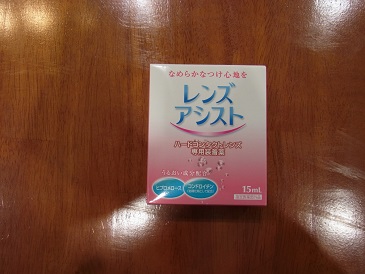 なめらかなつけ心地を
レンズ
アシスト
ハードコンタクトレンズ
専用装着薬
うるおい成分配合
ヒプロメロース
コンドロイチン
15mL